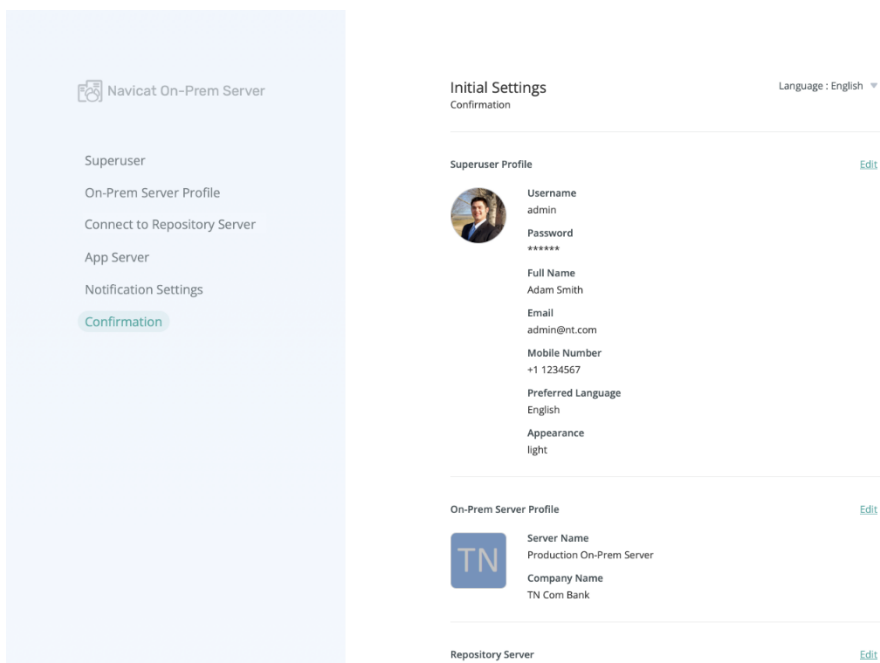 Navicat On-Prem Server
Superuser
On-Prem Server Profile
Connect to Repository Server
App Server
Notification Settings
Confirmation
Initial Settings
Language : English
Confirmation
Superuser Profile
Edit
Username
admin
Password
******
Full Name
Adam Smith
Email
admin@nt.com
Mobile Number
+1 1234567
Preferred Language
English
Appearance
light
On-Prem Server Profile
Edit
TN
Server Name
Production On-Prem Server
Company Name
TN Com Bank
Repository Server
Edit